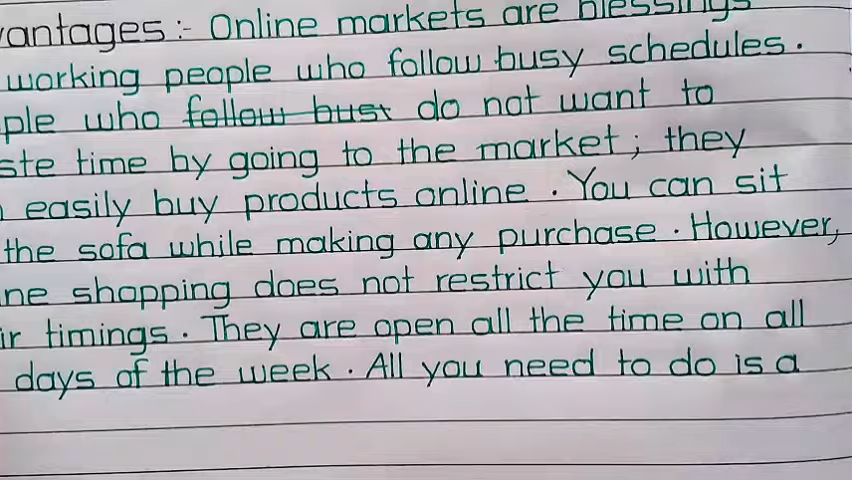 vantages :- Online markets are blessings
working people who follow busy schedules.
ple who follow bust do not want to
ste time by going to the market; they
easily buy products online. You can sit
the sofa while making any purchase. However,
ne shopping does not restrict you with
ir timings. They are open all the time on all
days of the week. All you need to do is a